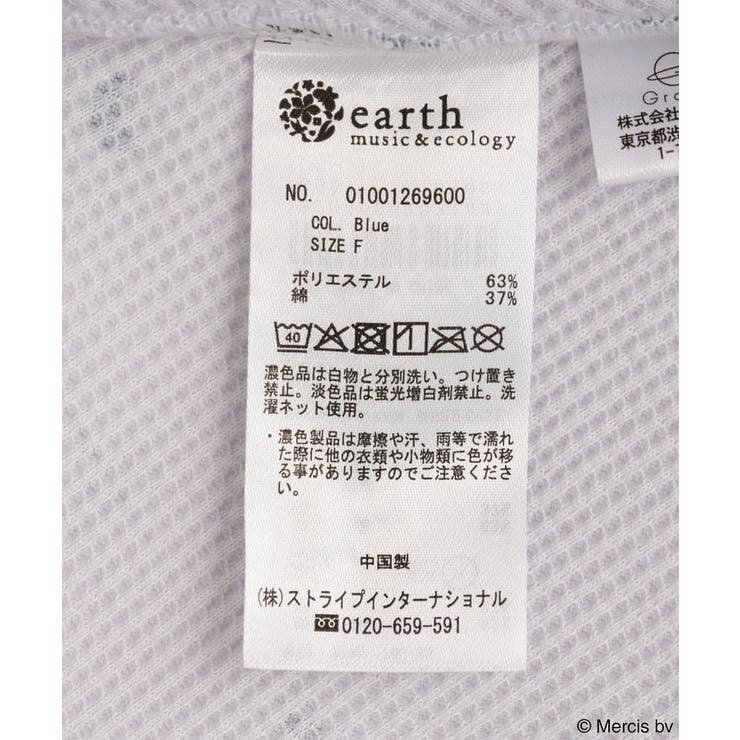 earth
music&ecology
NO. 01001269600
COL. Blue
SIZE F
ポリエステル 63%
綿 37%
40
濃色品は白物と分別洗い。つけ置き
禁止。淡色品は蛍光増白剤禁止。洗
濯ネット使用。
・濃色製品は摩擦や汗、雨等で濡れ
た際に他の衣類や小物類に色が移
る事がありますのでご注意くださ
い。
中国製
(株)ストライプインターナショナル
0120-659-591
株式会社
東京都渋
1-
© Mercis bv